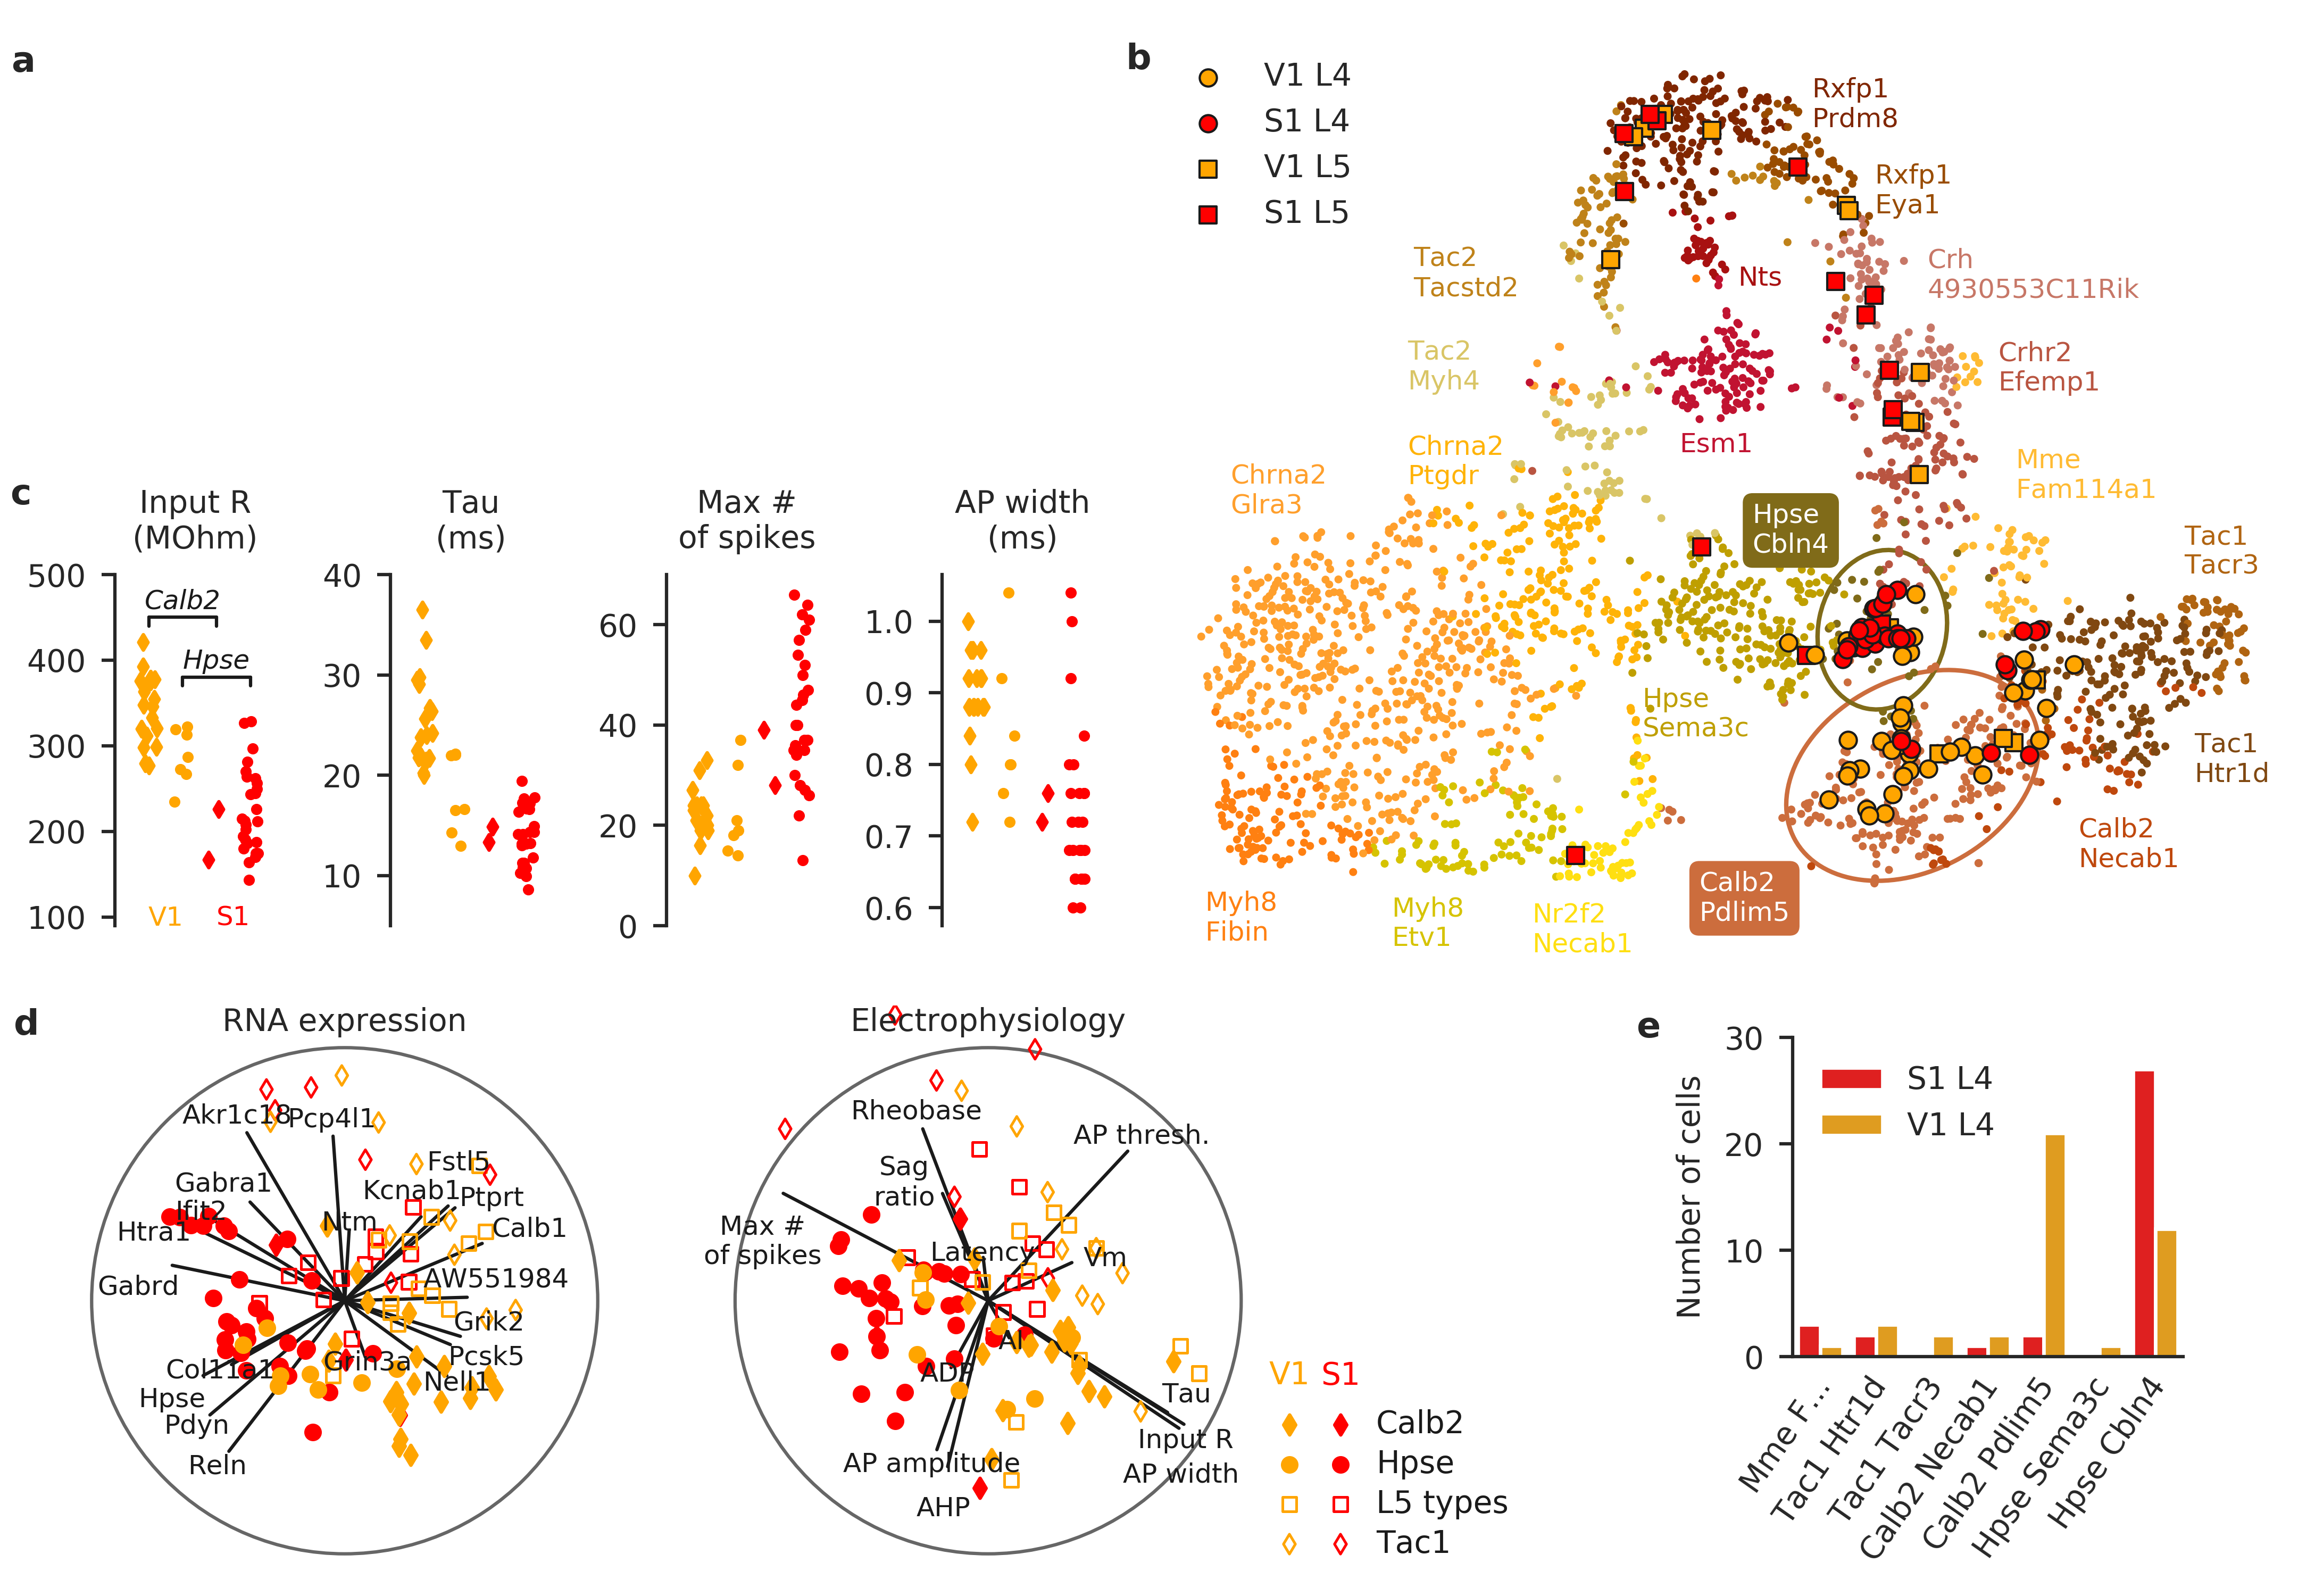 a
b
V1 L4
S1 L4
V1 L5
S1 L5
Rxfp1
Prdm8
Rxfp1
Eya1
Tac2
Tacstd2
Nts
Crh
4930553C11Rik
Tac2
Myh4
Crhr2
Efemp1
Esm1
Chrna2
Ptgdr
Chrna2
Glra3
Mme
Fam114a1
Hpse
Cbln4
Tac1
Tacr3
Hpse
Sema3c
Tac1
Htr1d
Calb2
Necab1
Calb2
Pdlim5
Myh8
Fibin
Myh8
Etv1
Nr2f2
Necab1
c
Input R
(MOhm)
500
400
300
200
100
Calb2
Hpse
V1
S1
Tau
(ms)
40
30
20
10
Max #
of spikes
60
40
20
0
AP width
(ms)
1.0
0.9
0.8
0.7
0.6
d
RNA expression
Akr1c18
Pcp4l1
Fstl5
Gabra1
Kcnab1
Ptprt
Ifit2
Ntm
Htra1
Calb1
Gabrd
AW551984
Grik2
Pcsk5
Col11a1
Grin3a
Nell1
Hpse
Pdyn
Reln
Electrophysiology
Rheobase
AP thresh.
Sag
ratio
Max #
of spikes
Latency
Vm
AI
ADP
Tau
Input R
AP amplitude
AP width
AHP
V1 S1
Calb2
Hpse
L5 types
Tac1
e
Number of cells
30
20
10
0
S1 L4
V1 L4
Mme F...
Tac1 Htr1d
Tac1 Tacr3
Calb2 Necab1
Calb2 Pdlim5
Hpse Sema3c
Hpse Cbln4